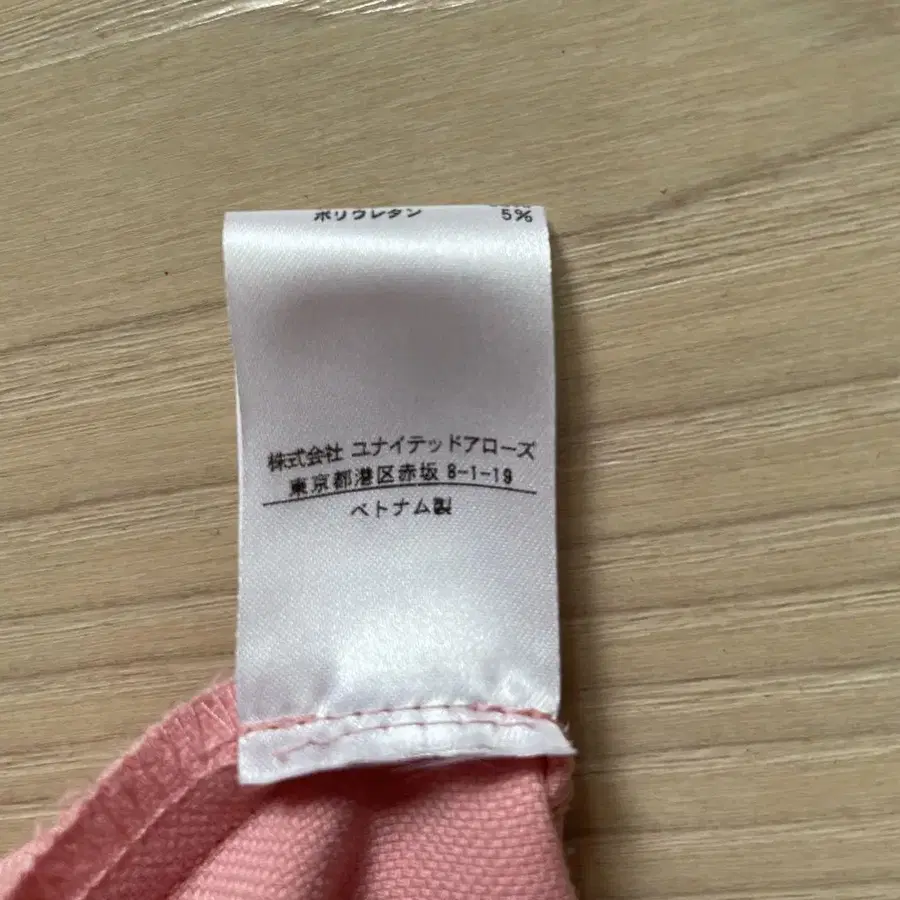 ポリウレタン 5%
株式会社 ユナイテッドアローズ
東京都港区赤坂 8-1-19
ベトナム製